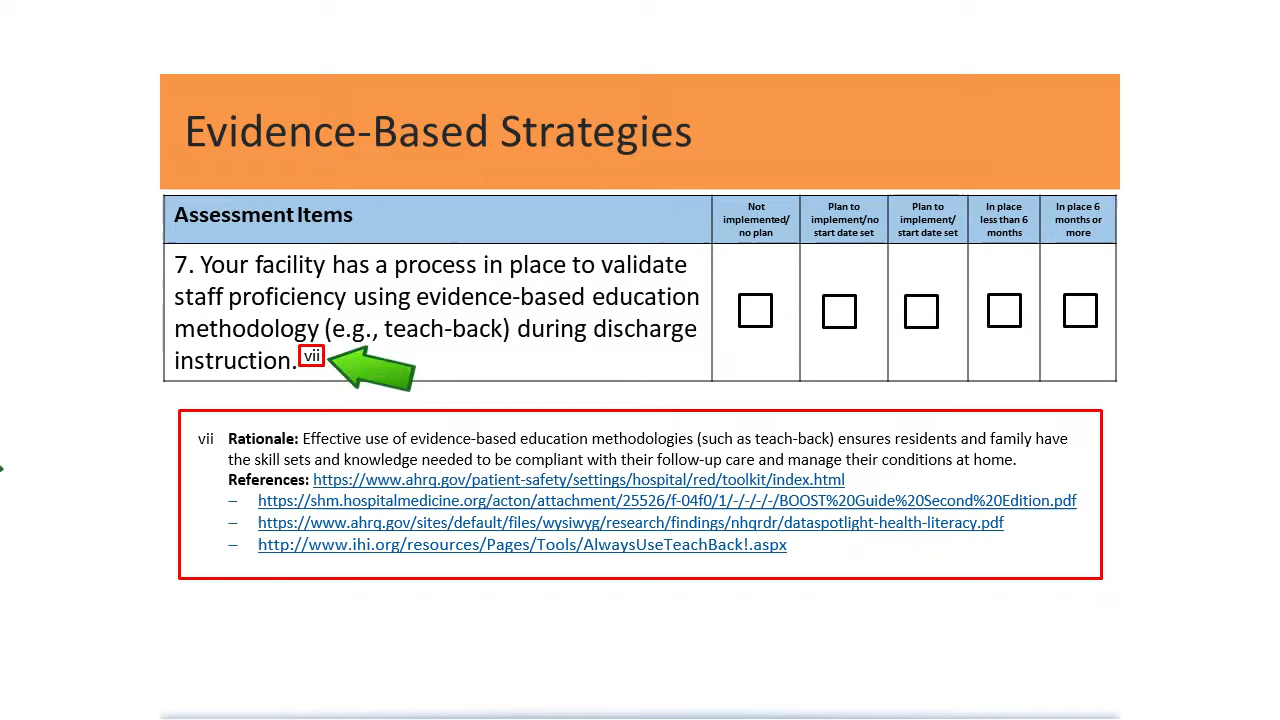 Evidence-Based Strategies
Assessment Items
Not
implemented/
no plan
Plan to
implement/no
start date set
Plan to
implement/
start date set
In place
less than 6
months
In place 6
months or
more
7. Your facility has a process in place to validate
staff proficiency using evidence-based education
methodology (e.g., teach-back) during discharge
instruction. vii
vii Rationale: Effective use of evidence-based education methodologies (such as teach-back) ensures residents and family have
the skill sets and knowledge needed to be compliant with their follow-up care and manage their conditions at home.
References: https://www.ahrq.gov/patient-safety/settings/hospital/red/toolkit/index.html
– https://shm.hospitalmedicine.org/acton/attachment/25526/f-04f0/1/-/-/-/-/BOOST%20Guide%20Second%20Edition.pdf
– https://www.ahrq.gov/sites/default/files/wysiwyg/research/findings/nhqrdr/dataspotlight-health-literacy.pdf
– http://www.ihi.org/resources/Pages/Tools/AlwaysUseTeachBack!.aspx